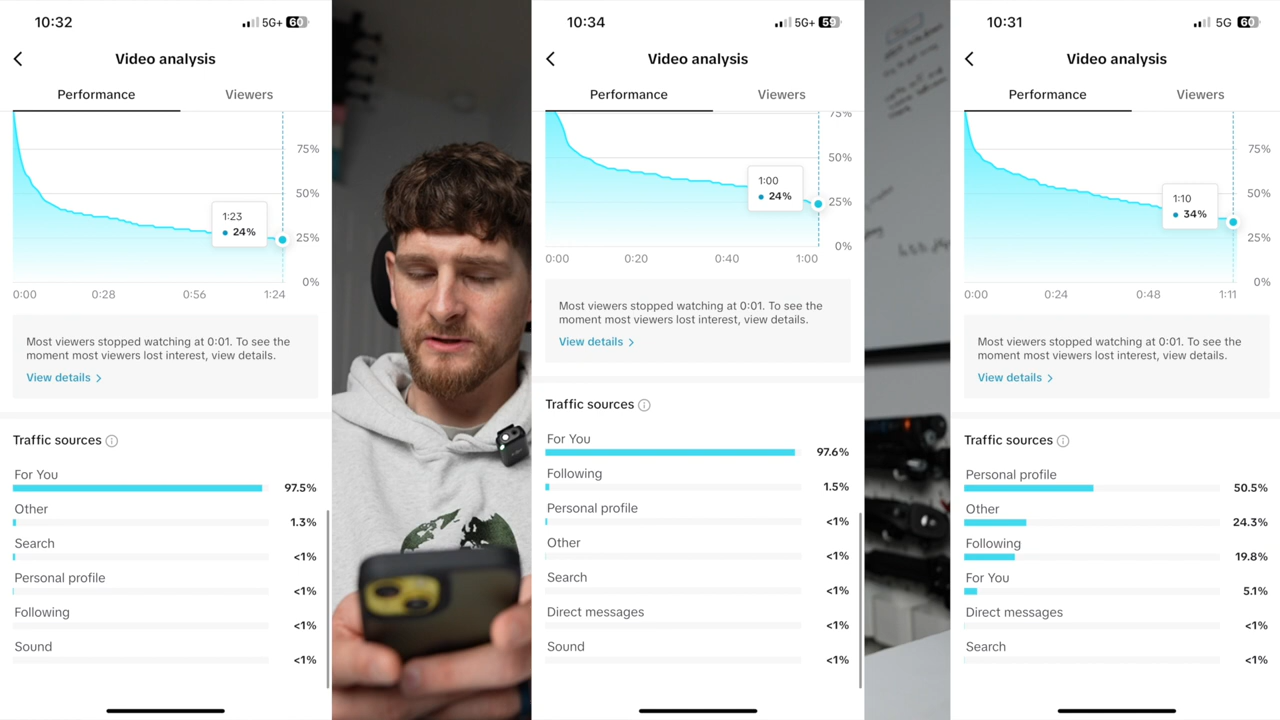 10:32
5G+ 60
Video analysis
Performance
Viewers
75%
50%
1:23
24%
25%
0%
0:00
0:28
0:56
1:24
Most viewers stopped watching at 0:01. To see the
moment most viewers lost interest, view details.
View details
Traffic sources
For You
97.5%
Other
1.3%
Search
<1%
Personal profile
<1%
Following
<1%
Sound
<1%
10:34
5G+ 59
Video analysis
Performance
Viewers
75%
50%
1:00
24%
25%
0%
0:00
0:20
0:40
1:00
Most viewers stopped watching at 0:01. To see the
moment most viewers lost interest, view details.
View details
Traffic sources
For You
97.6%
Following
1.5%
Personal profile
<1%
Other
<1%
Search
<1%
Direct messages
<1%
Sound
<1%
10:31
5G 60
Video analysis
Performance
Viewers
75%
50%
1:10
34%
25%
0%
0:00
0:24
0:48
1:11
Most viewers stopped watching at 0:01. To see the
moment most viewers lost interest, view details.
View details
Traffic sources
Personal profile
50.5%
Other
24.3%
Following
19.8%
For You
5.1%
Direct messages
<1%
Search
<1%